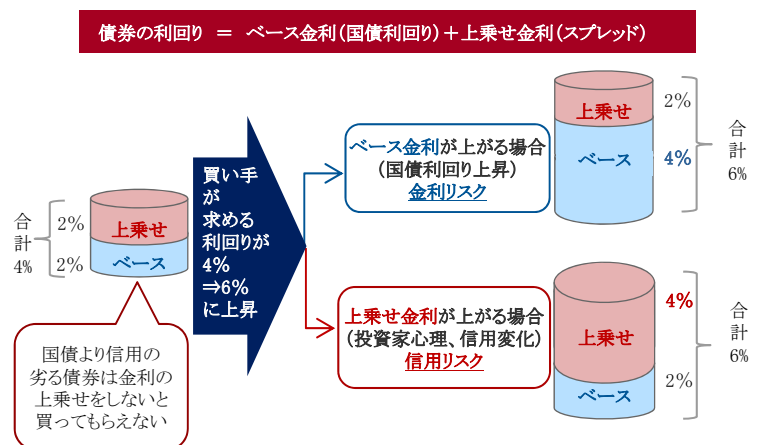 債券の利回り ＝ ベース金利(国債利回り)＋上乗せ金利(スプレッド)
合計4%
2%
2%
上乗せ
ベース
国債より信用の
劣る債券は金利の
上乗せをしないと
買ってもらえない
買い手
が
求める
利回りが
4%
⇒6%
に上昇
ベース金利が上がる場合
(国債利回り上昇)
金利リスク
上乗せ
ベース
2%
4%
合計6%
上乗せ金利が上がる場合
(投資家心理、信用変化)
信用リスク
上乗せ
ベース
4%
2%
合計6%